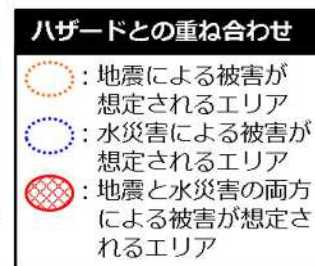 ハザードとの重ね合わせ
：地震による被害が
想定されるエリア
：水災害による被害が
想定されるエリア
：地震と水災害の両方
による被害が想定さ
れるエリア